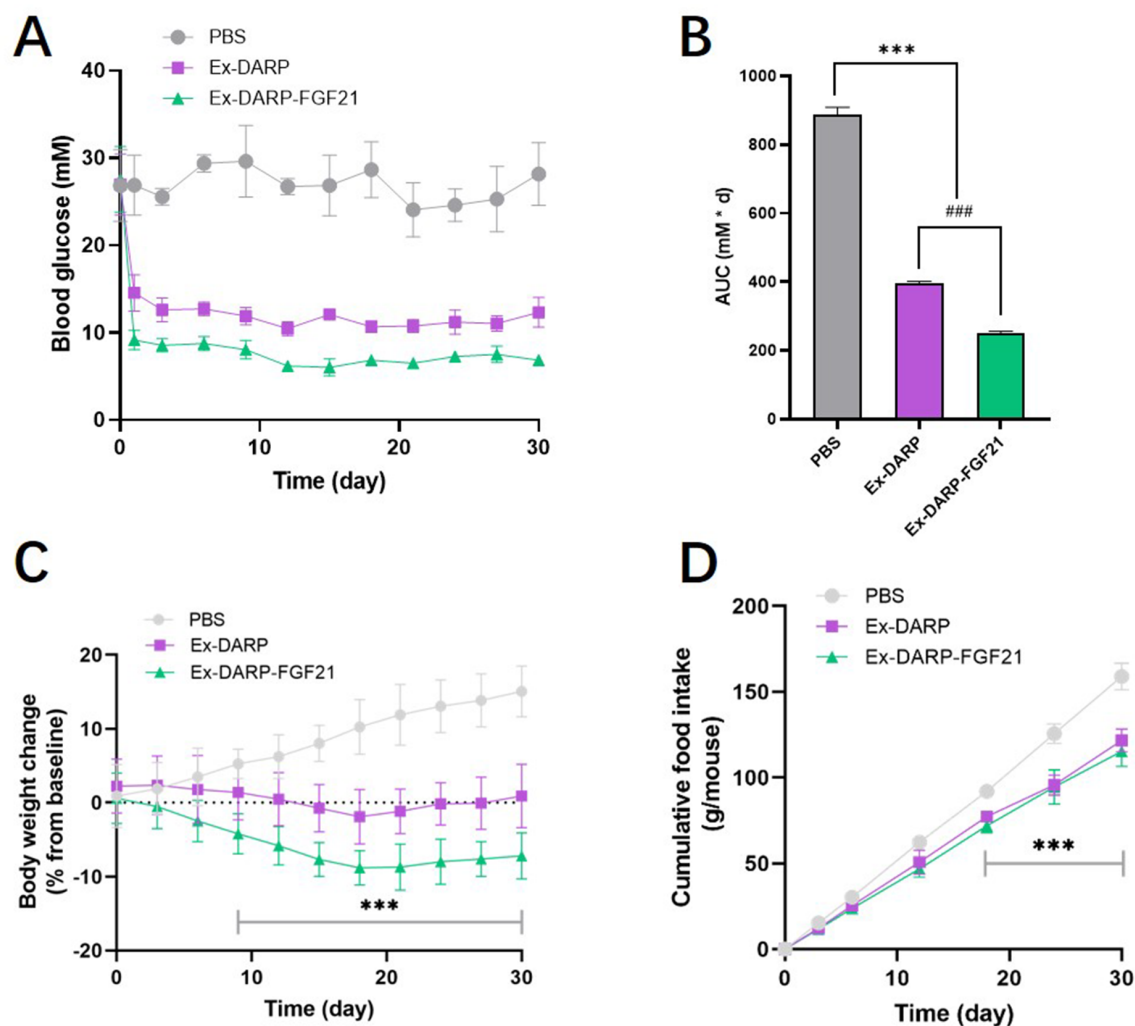 A
PBS
Ex-DARP
Ex-DARP-FGF21
Blood glucose (mM)
40
30
20
10
0
0 10 20 30
Time (day)
B
***
###
AUC (mM * d)
1000
800
600
400
200
0
PBS
Ex-DARP
Ex-DARP-FGF21
C
PBS
Ex-DARP
Ex-DARP-FGF21
Body weight change
(% from baseline)
20
10
0
-10
-20
***
0 10 20 30
Time (day)
D
PBS
Ex-DARP
Ex-DARP-FGF21
Cumulative food intake
(g/mouse)
200
150
100
50
0
***
0 10 20 30
Time (day)